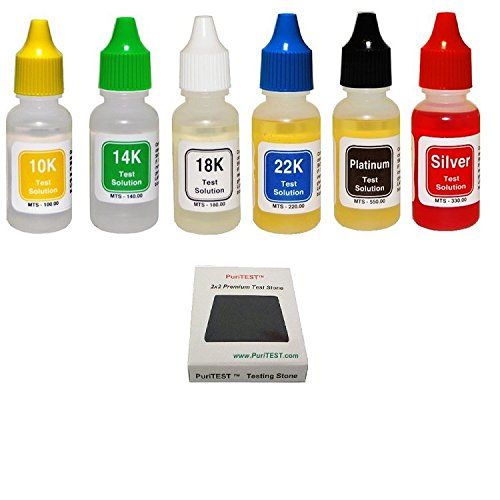 10K
Test
Solution
MTS - 100.00
14K
Test
Solution
MTS - 140.00
18K
Test
Solution
MTS - 180.00
22K
Test
Solution
MTS - 220.00
Platinum
Test
Solution
MTS - 550.00
Silver
Test
Solution
MTS - 330.00
PuriTEST™
2x2 Premium Test Stone
www.PuriTEST.com
PuriTEST ™ Testing Stone